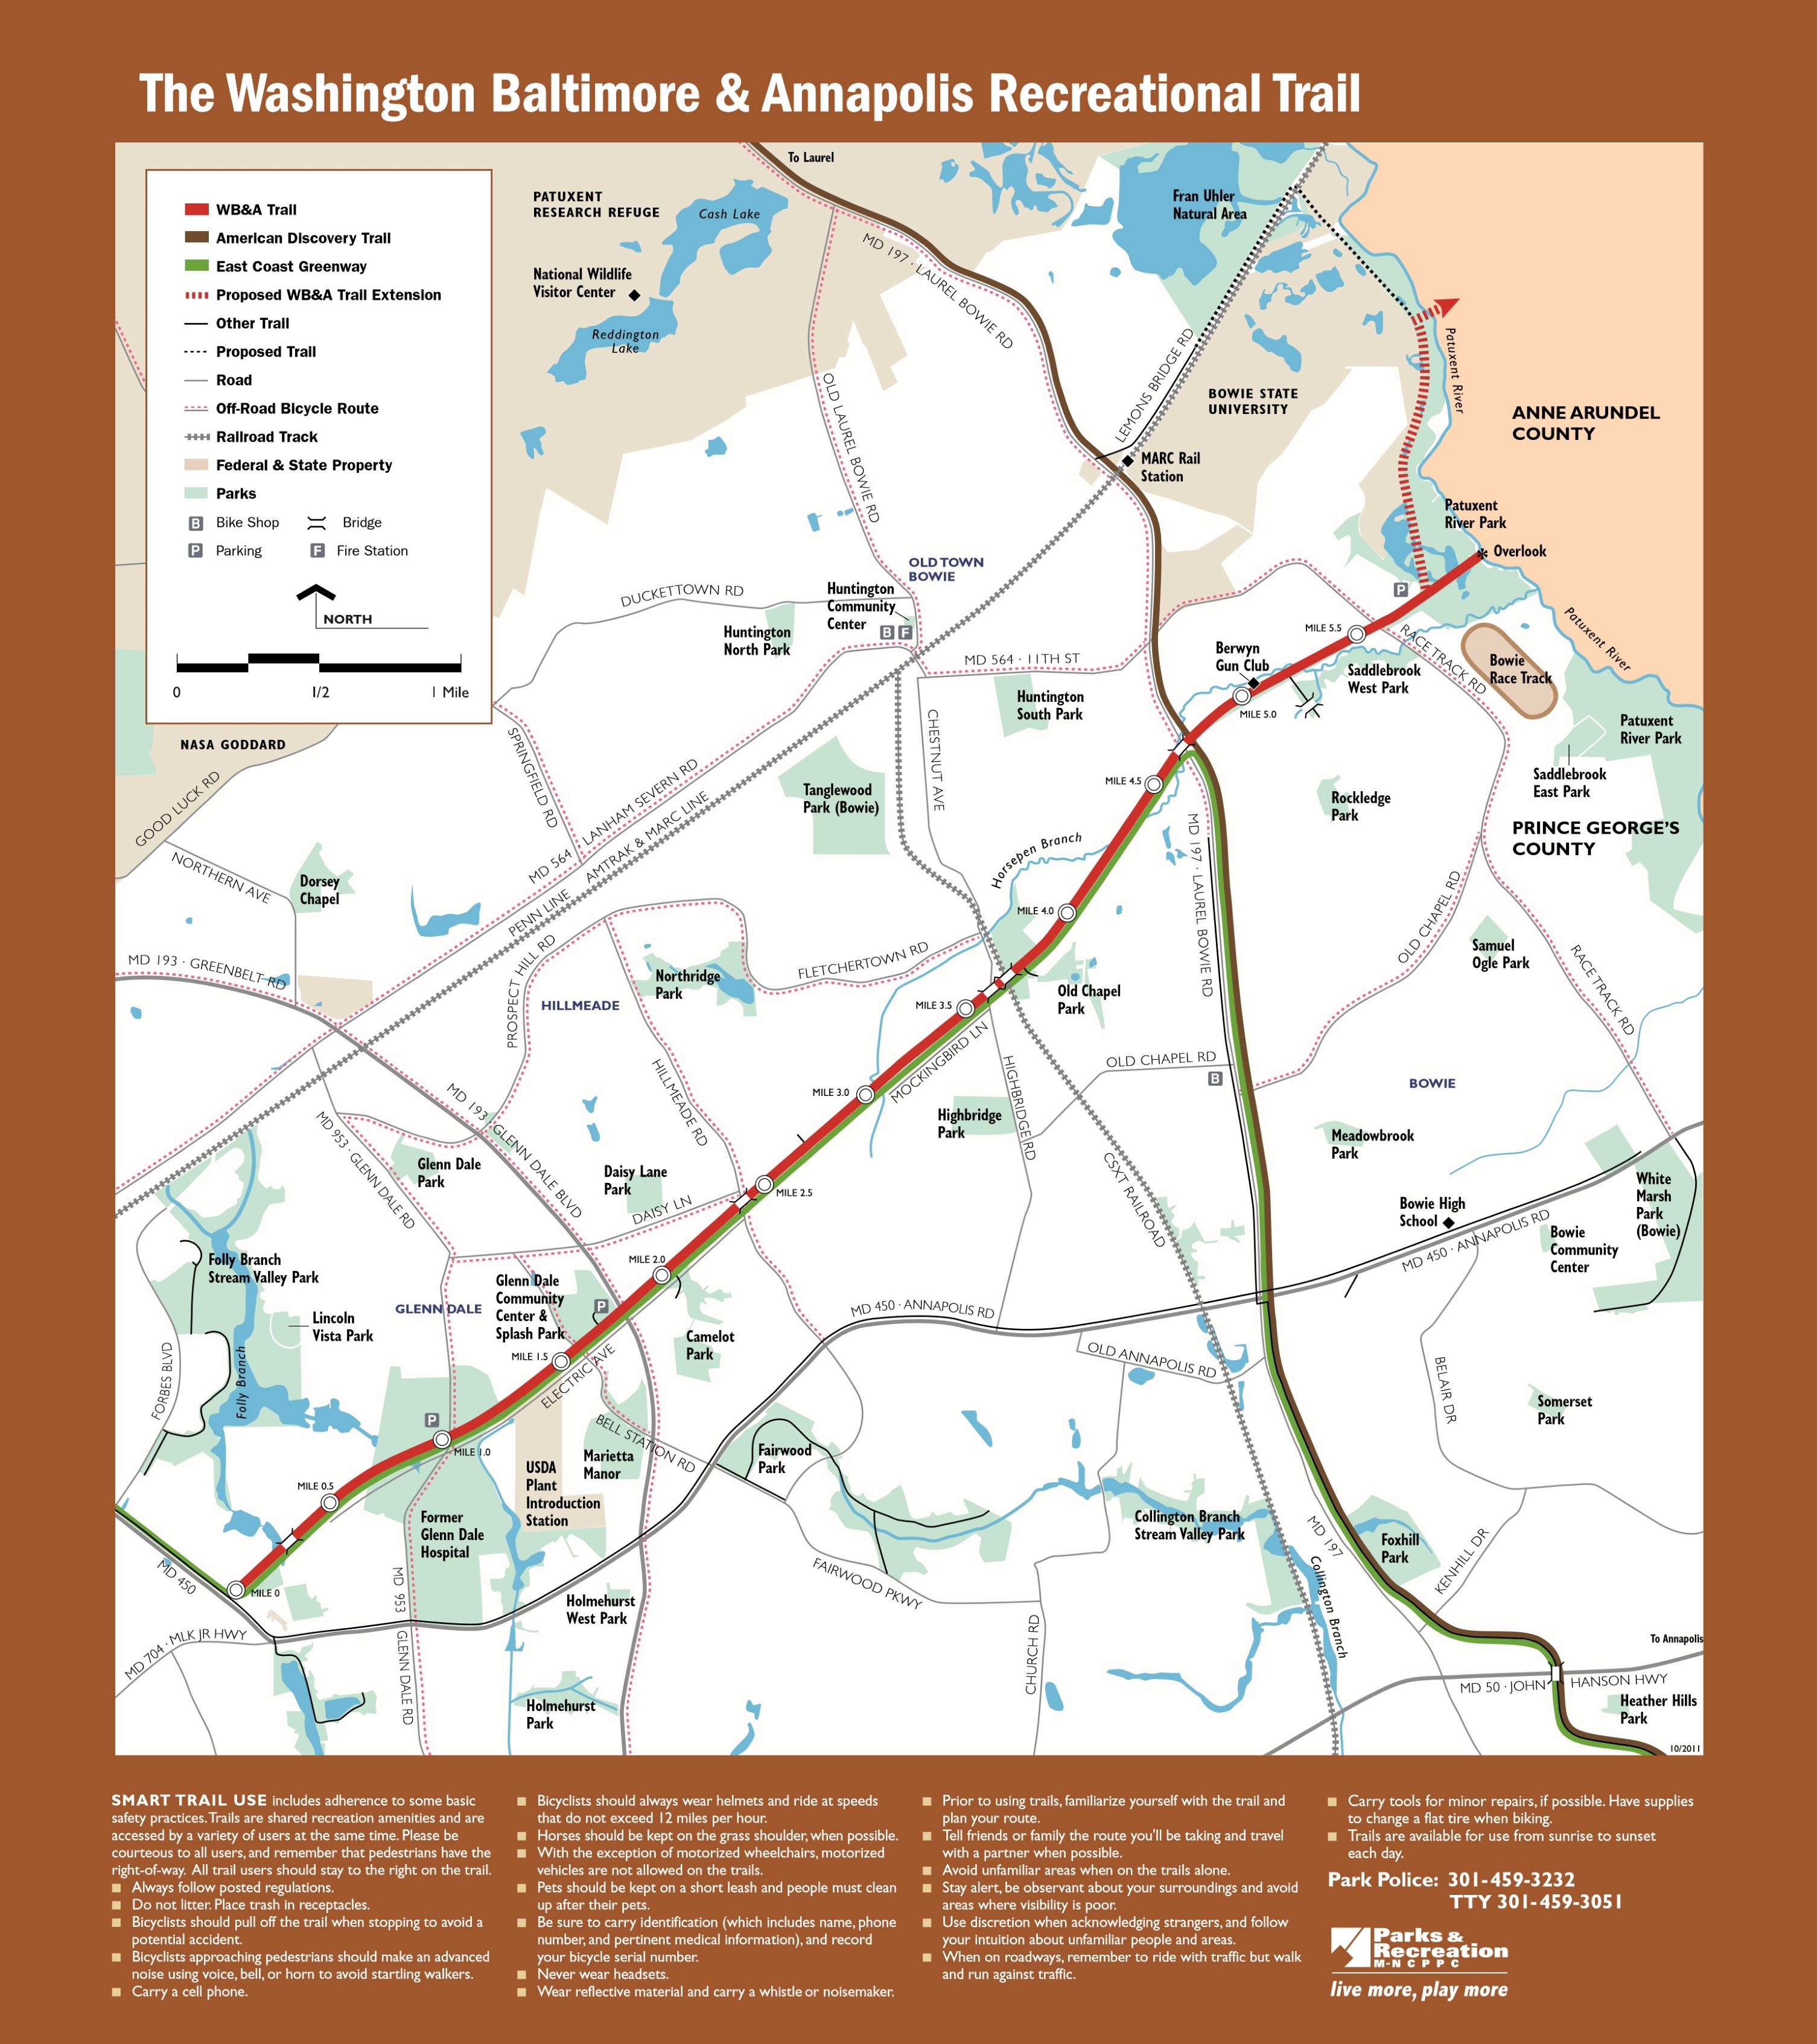 The Washington Baltimore & Annapolis Recreational Trail
WB&A Trail
American Discovery Trail
East Coast Greenway
Proposed WB&A Trail Extension
Other Trail
Proposed Trail
Road
Off-Road Bicycle Route
Railroad Track
Federal & State Property
Parks
B Bike Shop
Bridge
P Parking
F Fire Station
NORTH
0 1/2 1 Mile
To Laurel
PATUXENT
RESEARCH REFUGE
Cash Lake
National Wildlife
Visitor Center
Reddington
Lake
MD 197 · LAUREL BOWIE RD
OLD LAUREL BOWIE RD
Fran Uhler
Natural Area
LEMONS BRIDGE RD
BOWIE STATE
UNIVERSITY
MARC Rail
Station
Patuxent River
ANNE ARUNDEL
COUNTY
Patuxent
River Park
Overlook
P
OLD TOWN
BOWIE
DUCKETTOWN RD
Huntington
Community
Center
B F
Huntington
North Park
MD 564 · 11TH ST
Huntington
South Park
CHESTNUT AVE
Berwyn
Gun Club
MILE 5.5
MILE 5.0
Saddlebrook
West Park
RACE TRACK RD
Bowie
Race Track
Patuxent River
Patuxent
River Park
Saddlebrook
East Park
PRINCE GEORGE'S
COUNTY
NASA GODDARD
GOOD LUCK RD
SPRINGFIELD RD
MD 564 · LANHAM SEVERN RD
PENN LINE
AMTRAK & MARC LINE
Tanglewood
Park (Bowie)
MILE 4.5
Rockledge
Park
MD 197 · LAUREL BOWIE RD
Horsepen Branch
NORTHERN AVE
Dorsey
Chapel
MILE 4.0
OLD CHAPEL RD
Samuel
Ogle Park
RACETRACK RD
MD 193 · GREENBELT RD
PROSPECT HILL RD
HILLMEADE
Northridge
Park
FLETCHERTOWN RD
MILE 3.5
Old Chapel
Park
MOCKINGBIRD LN
HIGHBRIDGE RD
OLD CHAPEL RD
B
BOWIE
MILE 3.0
Highbridge
Park
Meadowbrook
Park
HILLMEADE RD
MD 193 · GLENN DALE BLVD
MD 953 · GLENN DALE RD
Glenn Dale
Park
Daisy Lane
Park
DAISY LN
MILE 2.5
CSXT RAILROAD
Bowie High
School
MD 450 · ANNAPOLIS RD
White
Marsh
Park
(Bowie)
Bowie
Community
Center
Folly Branch
Stream Valley Park
MILE 2.0
GLENN DALE
Glenn Dale
Community
Center &
Splash Park
P
Lincoln
Vista Park
MILE 1.5
Camelot
Park
MD 450 · ANNAPOLIS RD
OLD ANNAPOLIS RD
FORBES BLVD
Folly Branch
ELECTRIC AVE
BELAIR DR
Somerset
Park
P
MILE 1.0
BELL STATION RD
Marietta
Manor
Fairwood
Park
USDA
Plant
Introduction
Station
MILE 0.5
Former
Glenn Dale
Hospital
Collington Branch
Stream Valley Park
MD 197
Foxhill
Park
KENHILL DR
MD 450
MILE 0
MD 953 GLENN DALE RD
FAIRWOOD PKWY
Holmehurst
West Park
CHURCH RD
Collington Branch
MD 704 · MLK JR HWY
To Annapolis
MD 50 · JOHN HANSON HWY
Heather Hills
Park
Holmehurst
Park
10/2011
SMART TRAIL USE includes adherence to some basic
safety practices. Trails are shared recreation amenities and are
accessed by a variety of users at the same time. Please be
courteous to all users, and remember that pedestrians have the
right-of-way. All trail users should stay to the right on the trail.
Always follow posted regulations.
Do not litter. Place trash in receptacles.
Bicyclists should pull off the trail when stopping to avoid a
potential accident.
Bicyclists approaching pedestrians should make an advanced
noise using voice, bell, or horn to avoid startling walkers.
Carry a cell phone.
Bicyclists should always wear helmets and ride at speeds
that do not exceed 12 miles per hour.
Horses should be kept on the grass shoulder, when possible.
With the exception of motorized wheelchairs, motorized
vehicles are not allowed on the trails.
Pets should be kept on a short leash and people must clean
up after their pets.
Be sure to carry identification (which includes name, phone
number, and pertinent medical information), and record
your bicycle serial number.
Never wear headsets.
Wear reflective material and carry a whistle or noisemaker.
Prior to using trails, familiarize yourself with the trail and
plan your route.
Tell friends or family the route you'll be taking and travel
with a partner when possible.
Avoid unfamiliar areas when on the trails alone.
Stay alert, be observant about your surroundings and avoid
areas where visibility is poor.
Use discretion when acknowledging strangers, and follow
your intuition about unfamiliar people and areas.
When on roadways, remember to ride with traffic but walk
and run against traffic.
Carry tools for minor repairs, if possible. Have supplies
to change a flat tire when biking.
Trails are available for use from sunrise to sunset
each day.
Park Police: 301-459-3232
TTY 301-459-3051
Parks &
Recreation
M-NCPPC
live more, play more